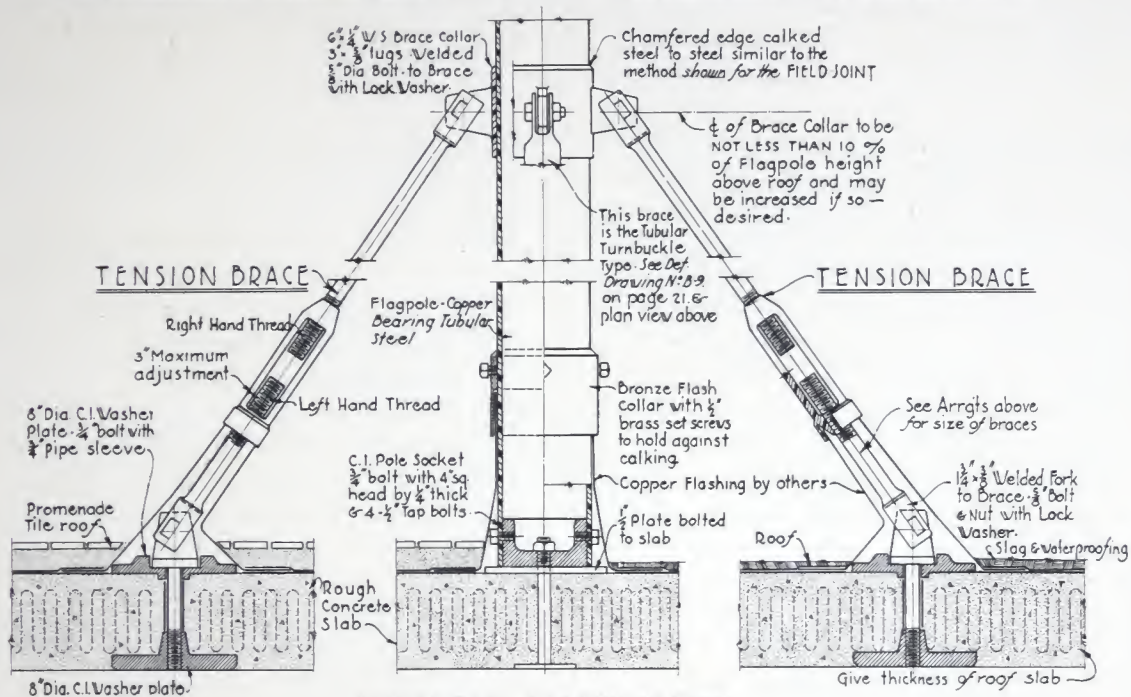 6"× 1/4" W S Brace Collar
3"× 3/8" lugs Welded
5/8" Dia Bolt·to Brace
with Lock Washer·
Chamfered edge calked
steel to steel similar to the
method shown for the FIELD JOINT
℄ of Brace Collar to be
NOT LESS THAN 10 %
of Flagpole height
above roof and may
be increased if so—
desired·
This brace
is the Tubular
Turnbuckle
Type· See Det·
Drawing Nº B-9·
on page 21·&
plan view above
TENSION BRACE
TENSION BRACE
Right Hand Thread
Flagpole-Copper
Bearing Tubular
Steel
3" Maximum
adjustment
Left Hand Thread
8" Dia C.I. Washer
Plate·3/4" bolt with
3/4" pipe sleeve
Bronze Flash
Collar with 1/2"
brass set screws
to hold against
calking
See Arrgts above
for size of braces
C.I. Pole Socket
3/4" bolt with 4" sq·
head by 1/4" thick
& 4-1/2" Tap bolts
Copper Flashing by others
1 3/4"× 3/8" Welded Fork
to Brace·5/8" Bolt
& Nut with Lock
Washer·
Promenade
Tile roof
1/2" Plate bolted
to slab
Roof
Slag & waterproofing
Rough
Concrete
Slab
8" Dia. C.I. Washer plate
Give thickness of roof slab